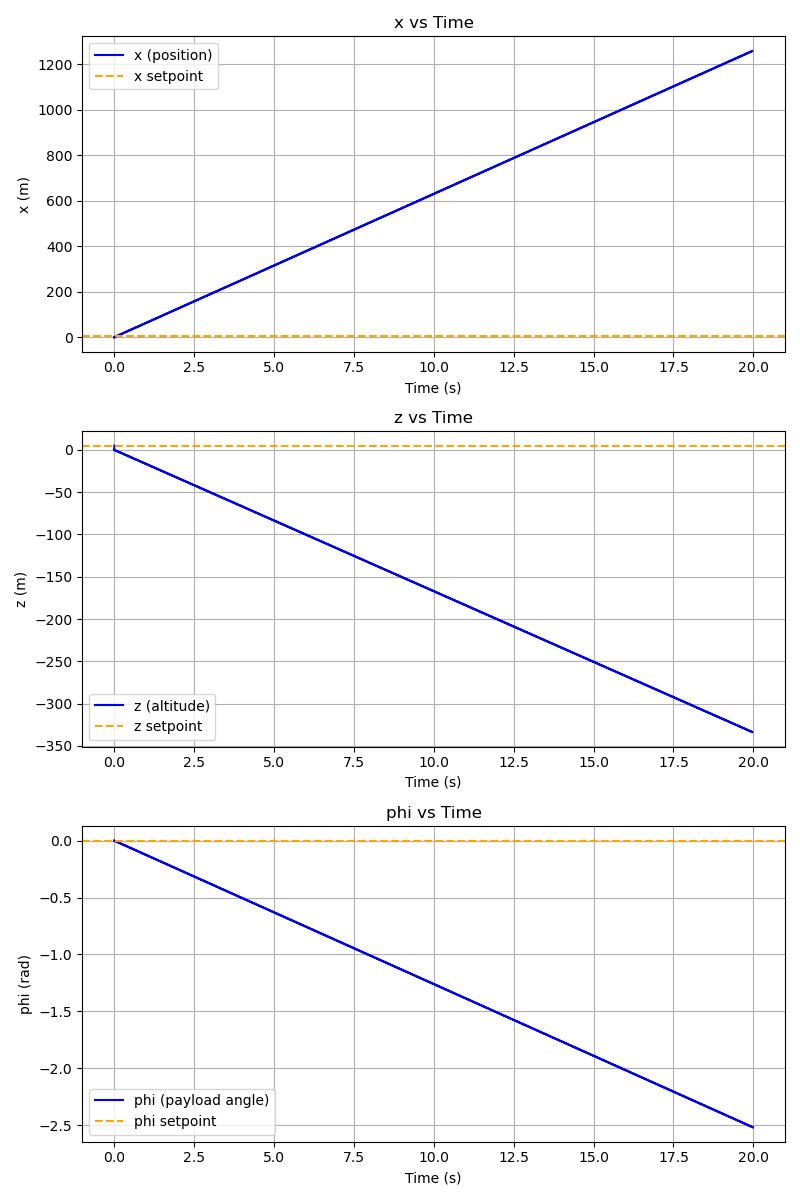 x vs Time
x (position)
x setpoint
x (m)
1200
1000
800
600
400
200
0
0.0 2.5 5.0 7.5 10.0 12.5 15.0 17.5 20.0
Time (s)
z vs Time
z (m)
0
−50
−100
−150
−200
−250
−300
−350
z (altitude)
z setpoint
0.0 2.5 5.0 7.5 10.0 12.5 15.0 17.5 20.0
Time (s)
phi vs Time
phi (rad)
0.0
−0.5
−1.0
−1.5
−2.0
−2.5
phi (payload angle)
phi setpoint
0.0 2.5 5.0 7.5 10.0 12.5 15.0 17.5 20.0
Time (s)